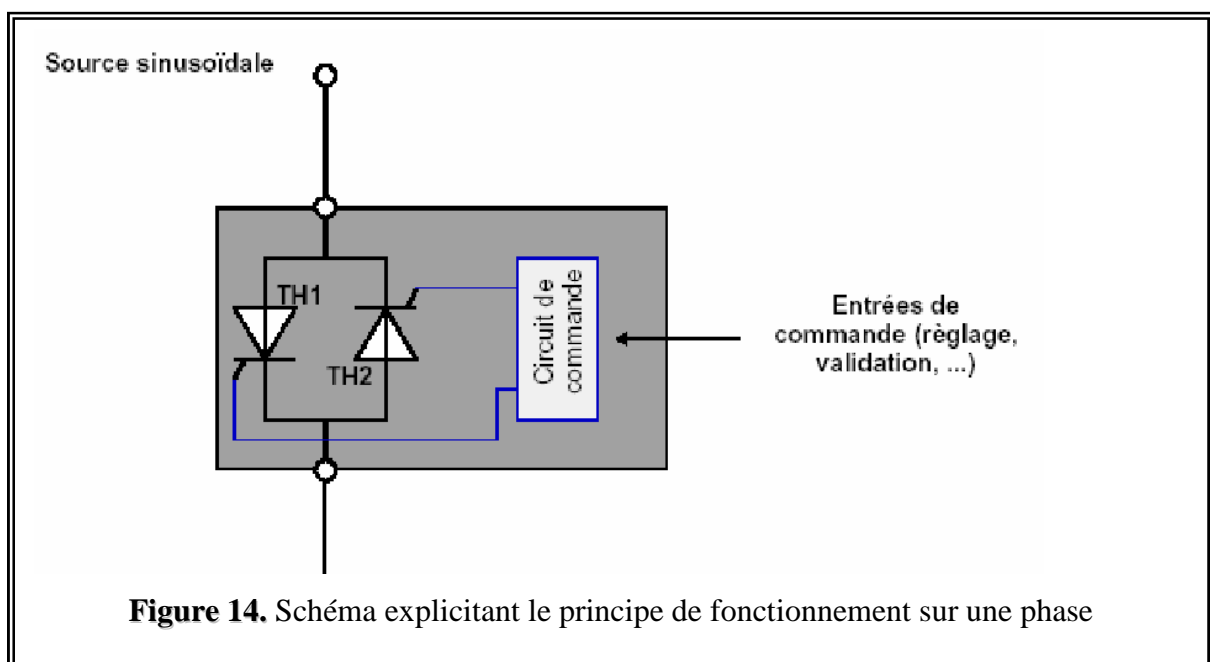 Source sinusoïdale
TH1
TH2
Circuit de
commande
Entrées de
commande (règlage,
validation, ...)
Figure 14. Schéma explicitant le principe de fonctionnement sur une phase